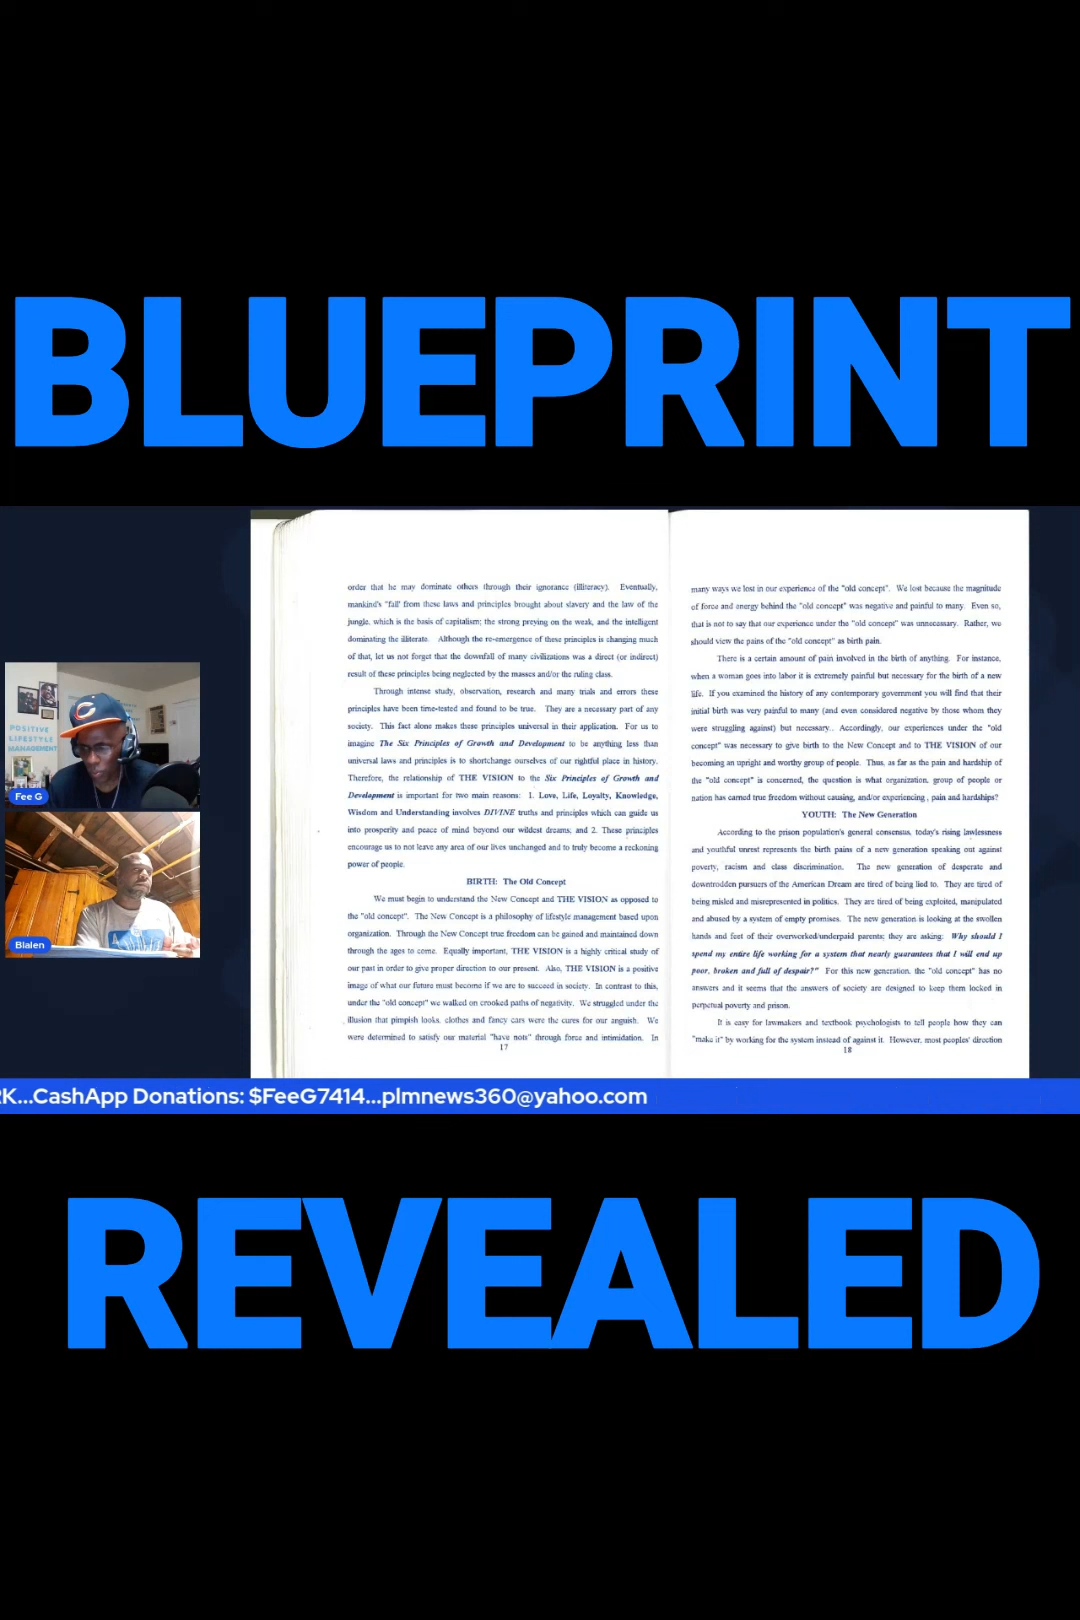 BLUEPRINT
order that he may dominate others through their ignorance (illiteracy). Eventually,
mankind's "fall' from these laws and principles brought about slavery and the law of the
jungle, which is the basis of capitalism; the strong preying on the weak, and the intelligent
dominating the illiterate. Although the re-emergence of these principles is changing much
of that, let us not forget that the downfall of many civilizations was a direct (or indirect)
result of these principles being neglected by the masses and/or the ruling class.
Through intense study, observation, research and many trials and errors these
principles have been time-tested and found to be true. They are a necessary part of any
society. This fact alone makes these principles universal in their application. For us to
imagine The Six Principles of Growth and Development to be anything less than
universal laws and principles is to shortchange ourselves of our rightful place in history.
Therefore, the relationship of THE VISION to the Six Principles of Growth and
Development is important for two main reasons: 1. Love, Life, Loyalty, Knowledge,
Wisdom and Understanding involves DIVINE truths and principles which can guide us
into prosperity and peace of mind beyond our wildest dreams; and 2. These principles
encourage us to not leave any area of our lives unchanged and to truly become a reckoning
power of people.
BIRTH: The Old Concept
We must begin to understand the New Concept and THE VISION as opposed to
the "old concept". The New Concept is a philosophy of lifestyle management based upon
organization. Through the New Concept true freedom can be gained and maintained down
through the ages to come. Equally important, THE VISION is a highly critical study of
our past in order to give proper direction to our present. Also, THE VISION is a positive
image of what our future must become if we are to succeed in society. In contrast to this,
under the "old concept" we walked on crooked paths of negativity. We struggled under the
illusion that pimpish looks, clothes and fancy cars were the cures for our anguish. We
were determined to satisfy our material "have nots" through force and intimidation. In
17
many ways we lost in our experience of the "old concept". We lost because the magnitude
of force and energy behind the "old concept" was negative and painful to many. Even so,
that is not to say that our experience under the "old concept" was unnecessary. Rather, we
should view the pains of the "old concept" as birth pain.
There is a certain amount of pain involved in the birth of anything. For instance,
when a woman goes into labor it is extremely painful but necessary for the birth of a new
life. If you examined the history of any contemporary government you will find that their
initial birth was very painful to many (and even considered negative by those whom they
were struggling against) but necessary.. Accordingly, our experiences under the "old
concept" was necessary to give birth to the New Concept and to THE VISION of our
becoming an upright and worthy group of people. Thus, as far as the pain and hardship of
the "old concept" is concerned, the question is what organization, group of people or
nation has earned true freedom without causing, and/or experiencing , pain and hardships?
YOUTH: The New Generation
According to the prison population's general consensus, today's rising lawlessness
and youthful unrest represents the birth pains of a new generation speaking out against
poverty, racism and class discrimination. The new generation of desperate and
downtrodden pursuers of the American Dream are tired of being lied to. They are tired of
being misled and misrepresented in politics. They are tired of being exploited, manipulated
and abused by a system of empty promises. The new generation is looking at the swollen
hands and feet of their overworked/underpaid parents; they are asking: Why should I
spend my entire life working for a system that nearly guarantees that I will end up
poor, broken and full of despair?" For this new generation, the "old concept" has no
answers and it seems that the answers of society are designed to keep them locked in
perpetual poverty and prison.
It is easy for lawmakers and textbook psychologists to tell people how they can
"make it" by working for the system instead of against it. However, most peoples' direction
18
POSITIVE
LIFESTYLE
MANAGEMENT
Fee G
Blalen
RK...CashApp Donations: $FeeG7414...plmnews360@yahoo.com
REVEALED